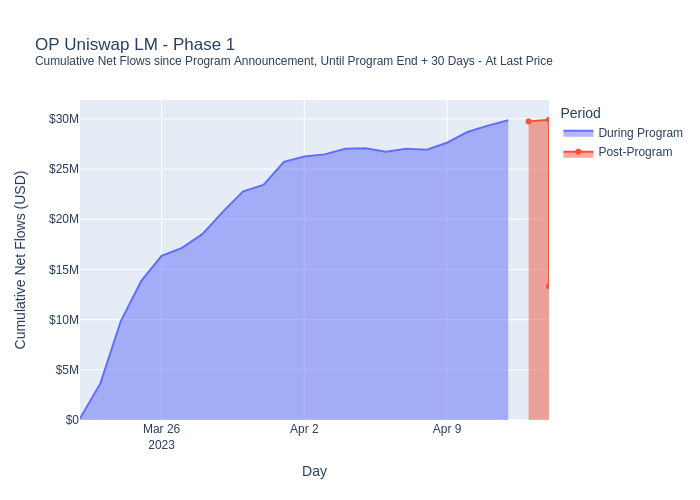 OP Uniswap LM - Phase 1
Cumulative Net Flows since Program Announcement, Until Program End + 30 Days - At Last Price
Period
During Program
Post-Program
Cumulative Net Flows (USD)
$30M
$25M
$20M
$15M
$10M
$5M
$0
Mar 26
2023
Apr 2
Apr 9
Day